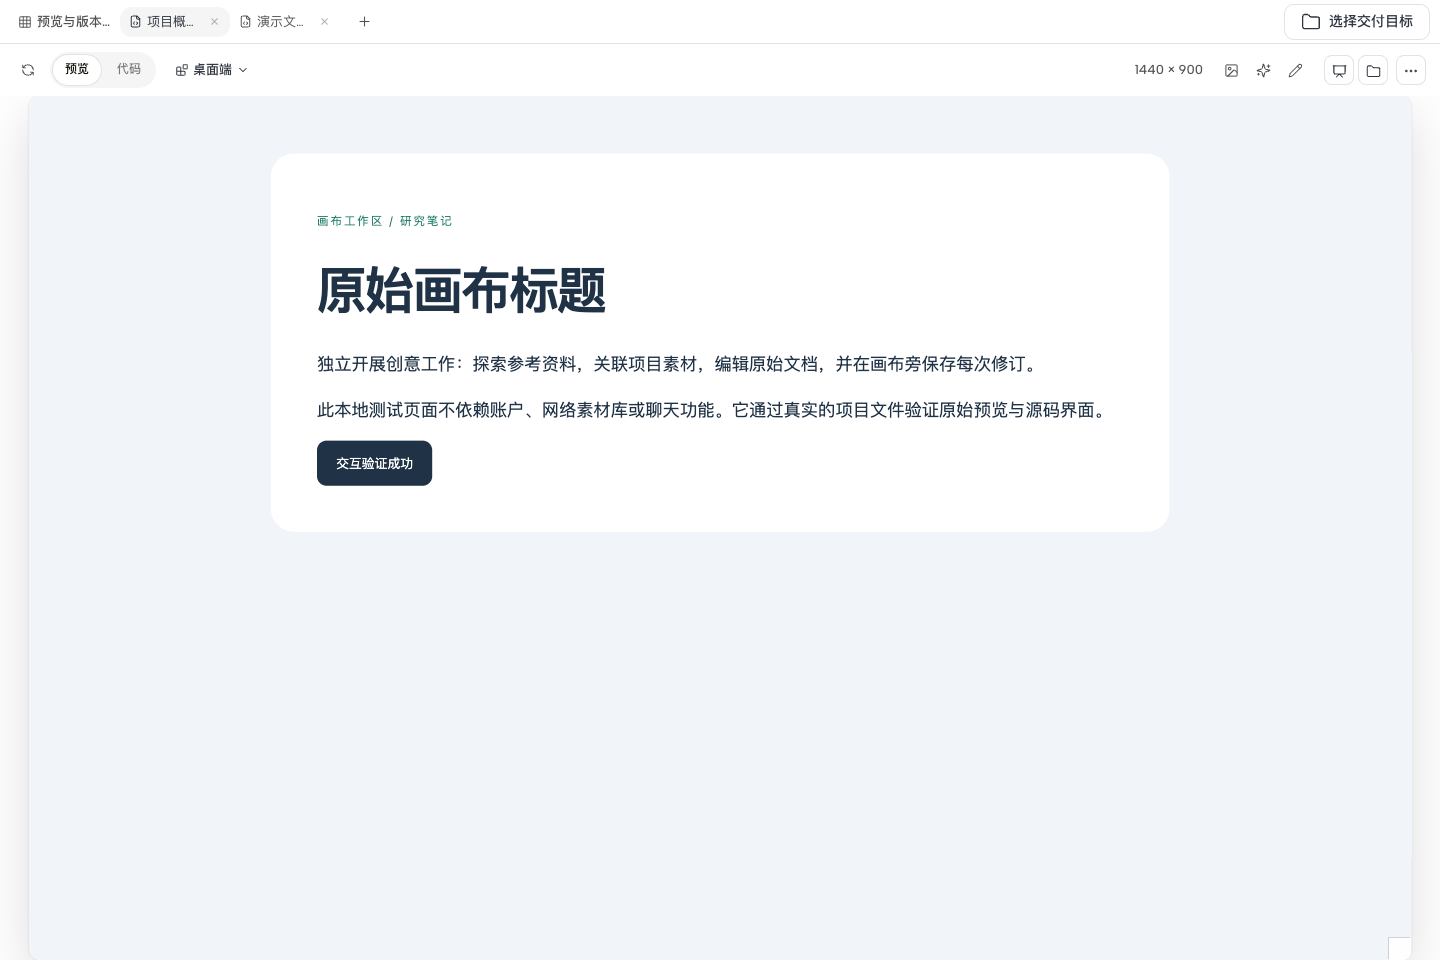 预览与版本...
项目概...
演示文...
选择交付目标
预览
代码
桌面端
1440 × 900
画布工作区 / 研究笔记
原始画布标题
独立开展创意工作：探索参考资料，关联项目素材，编辑原始文档，并在画布旁保存每次修订。
此本地测试页面不依赖账户、网络素材库或聊天功能。它通过真实的项目文件验证原始预览与源码界面。
交互验证成功